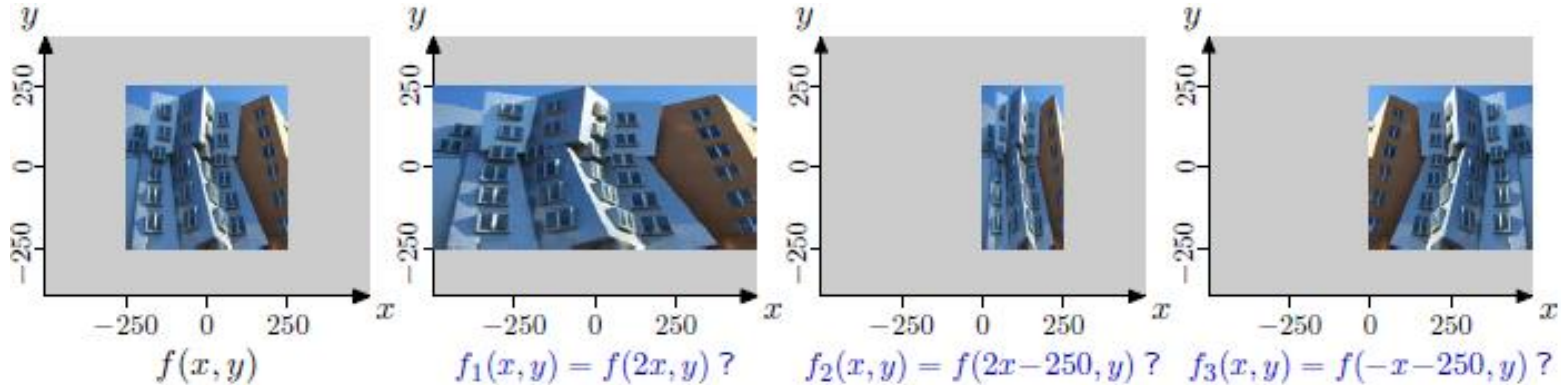 y y y y
250 250 250 250
0 0 0 0
−250 −250 −250 −250
x x x x
−250 0 250 −250 0 250 −250 0 250 −250 0 250
f(x, y) f₁(x, y) = f(2x, y) ? f₂(x, y) = f(2x−250, y) ? f₃(x, y) = f(−x−250, y) ?